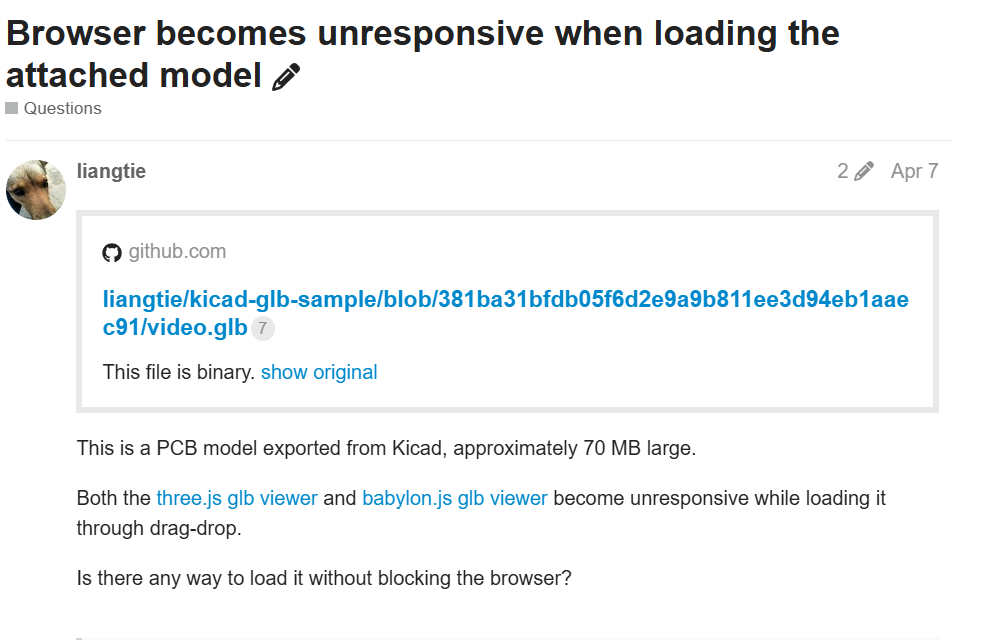 Browser becomes unresponsive when loading the
attached model
Questions
liangtie
2
Apr 7
github.com
liangtie/kicad-glb-sample/blob/381ba31bfdb05f6d2e9a9b811ee3d94eb1aae
c91/video.glb 7
This file is binary. show original
This is a PCB model exported from Kicad, approximately 70 MB large.
Both the three.js glb viewer and babylon.js glb viewer become unresponsive while loading it
through drag-drop.
Is there any way to load it without blocking the browser?